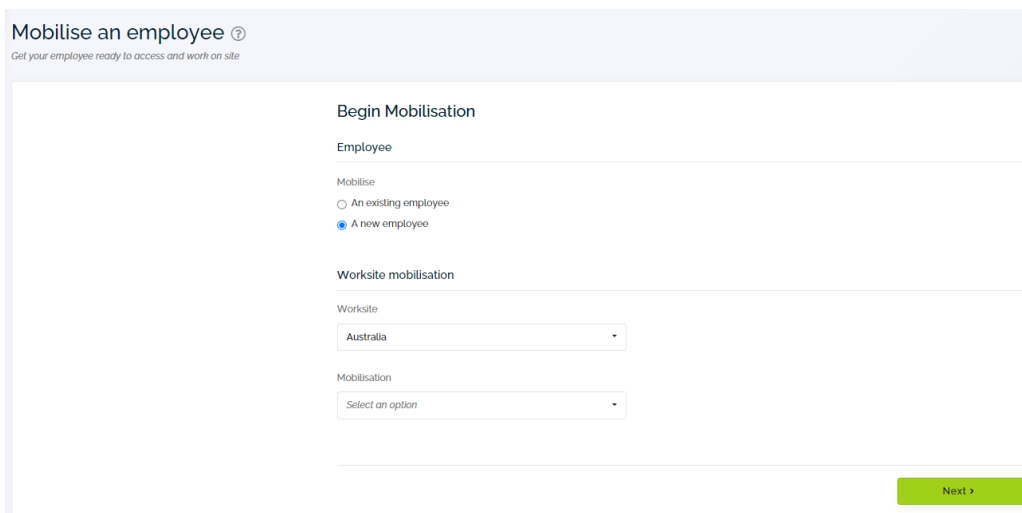 Mobilise an employee ?
Get your employee ready to access and work on site
Begin Mobilisation
Employee
Mobilise
An existing employee
A new employee
Worksite mobilisation
Worksite
Australia
Mobilisation
Select an option
Next ›